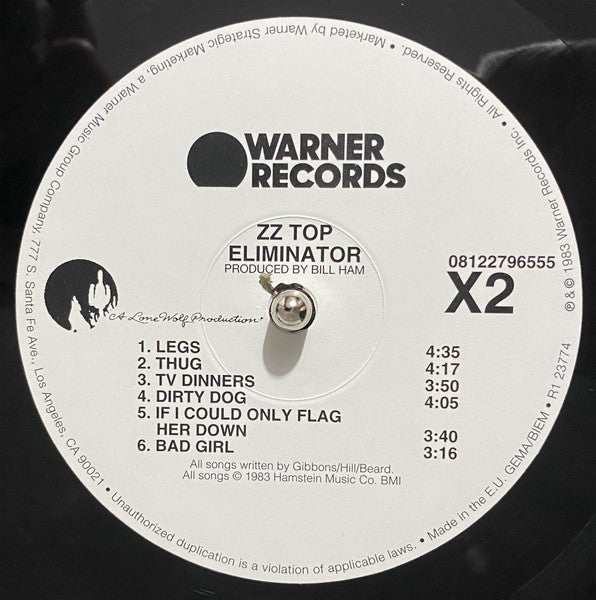 WARNER
RECORDS
ZZ TOP
ELIMINATOR
PRODUCED BY BILL HAM
08122796555
X2
A Lone Wolf Production
1. LEGS 4:35
2. THUG 4:17
3. TV DINNERS 3:50
4. DIRTY DOG 4:05
5. IF I COULD ONLY FLAG
HER DOWN 3:40
6. BAD GIRL 3:16
All songs written by Gibbons/Hill/Beard.
All songs © 1983 Hamstein Music Co. BMI
℗ & © 1983 Warner Records Inc. • All Rights Reserved. • Marketed by Warner Strategic Marketing, a Warner Music Group Company, 777 S. Santa Fe Ave., Los Angeles, CA 90021 • Unauthorized duplication is a violation of applicable laws. • Made in the E.U. GEMA/BIEM • R1 23774